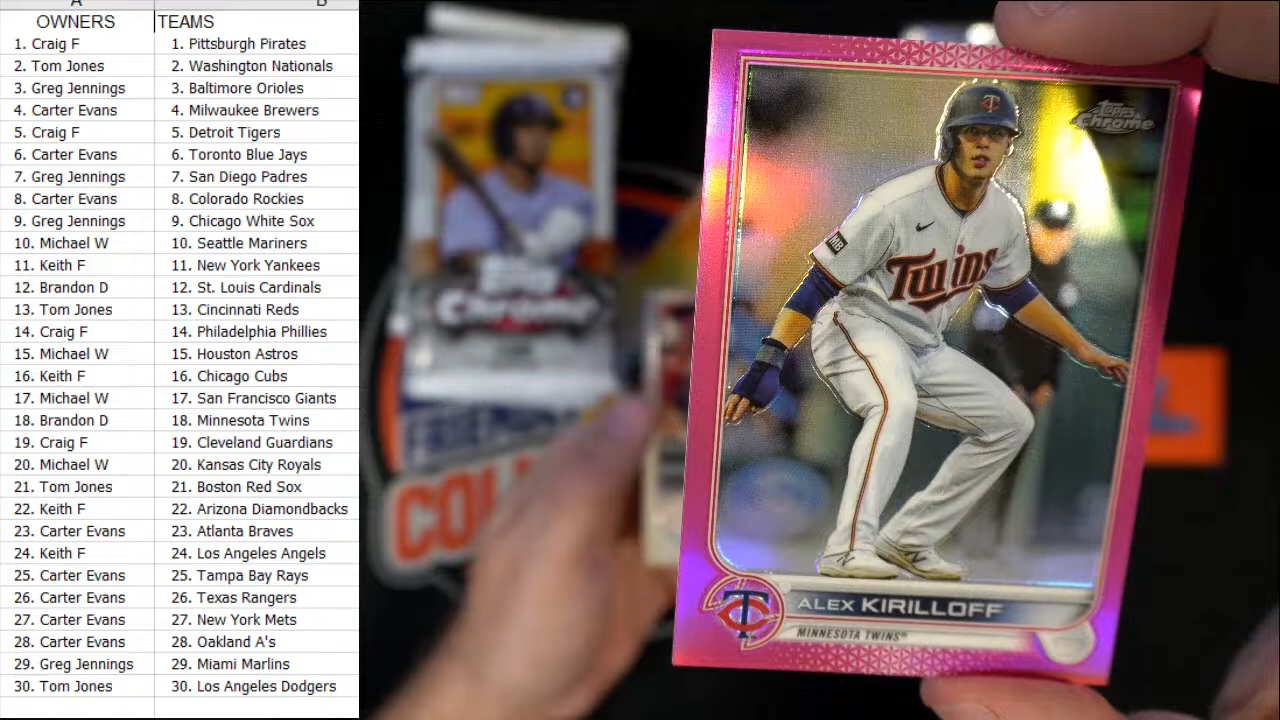 A B
OWNERS TEAMS
1. Craig F 1. Pittsburgh Pirates
2. Tom Jones 2. Washington Nationals
3. Greg Jennings 3. Baltimore Orioles
4. Carter Evans 4. Milwaukee Brewers
5. Craig F 5. Detroit Tigers
6. Carter Evans 6. Toronto Blue Jays
7. Greg Jennings 7. San Diego Padres
8. Carter Evans 8. Colorado Rockies
9. Greg Jennings 9. Chicago White Sox
10. Michael W 10. Seattle Mariners
11. Keith F 11. New York Yankees
12. Brandon D 12. St. Louis Cardinals
13. Tom Jones 13. Cincinnati Reds
14. Craig F 14. Philadelphia Phillies
15. Michael W 15. Houston Astros
16. Keith F 16. Chicago Cubs
17. Michael W 17. San Francisco Giants
18. Brandon D 18. Minnesota Twins
19. Craig F 19. Cleveland Guardians
20. Michael W 20. Kansas City Royals
21. Tom Jones 21. Boston Red Sox
22. Keith F 22. Arizona Diamondbacks
23. Carter Evans 23. Atlanta Braves
24. Keith F 24. Los Angeles Angels
25. Carter Evans 25. Tampa Bay Rays
26. Carter Evans 26. Texas Rangers
27. Carter Evans 27. New York Mets
28. Carter Evans 28. Oakland A's
29. Greg Jennings 29. Miami Marlins
30. Tom Jones 30. Los Angeles Dodgers
Topps
Chrome
TC
MB
Twins
TC
ALEX KIRILLOFF
MINNESOTA TWINS®
Topps
Chrome